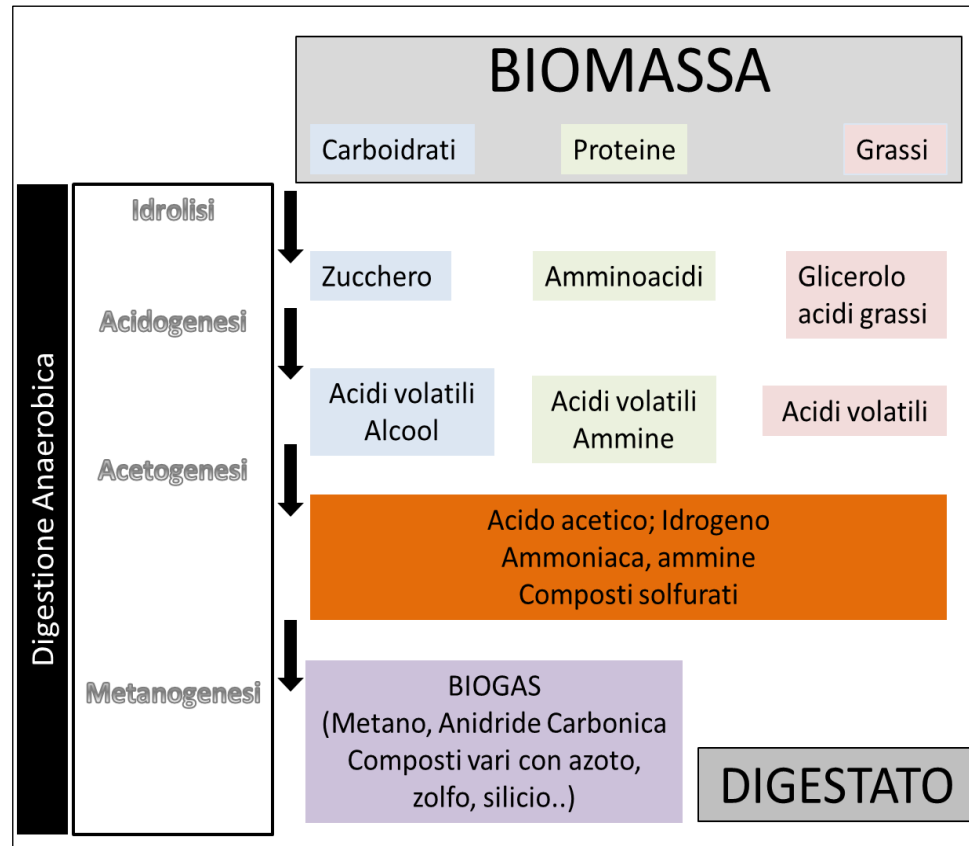 BIOMASSA
Carboidrati
Proteine
Grassi
Digestione Anaerobica
Idrolisi
Zucchero
Amminoacidi
Glicerolo
acidi grassi
Acidogenesi
Acidi volatili
Alcool
Acidi volatili
Ammine
Acidi volatili
Acetogenesi
Acido acetico; Idrogeno
Ammoniaca, ammine
Composti solfurati
Metanogenesi
BIOGAS
(Metano, Anidride Carbonica
Composti vari con azoto,
zolfo, silicio..)
DIGESTATO